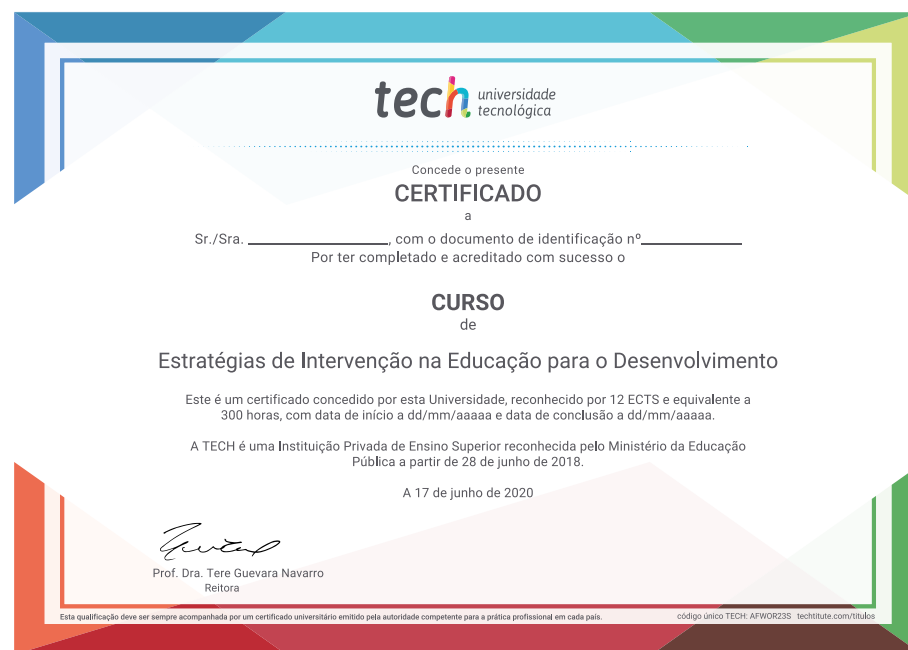 tech universidade
tecnológica
Concede o presente
CERTIFICADO
a
Sr./Sra. ____________, com o documento de identificação nº____________
Por ter completado e acreditado com sucesso o
CURSO
de
Estratégias de Intervenção na Educação para o Desenvolvimento
Este é um certificado concedido por esta Universidade, reconhecido por 12 ECTS e equivalente a
300 horas, com data de início a dd/mm/aaaaa e data de conclusão a dd/mm/aaaaa.
A TECH é uma Instituição Privada de Ensino Superior reconhecida pelo Ministério da Educação
Pública a partir de 28 de junho de 2018.
A 17 de junho de 2020
Prof. Dra. Tere Guevara Navarro
Reitora
Esta qualificação deve ser sempre acompanhada por um certificado universitário emitido pela autoridade competente para a prática profissional em cada país. código único TECH: AFWOR23S techtitute.com/títulos